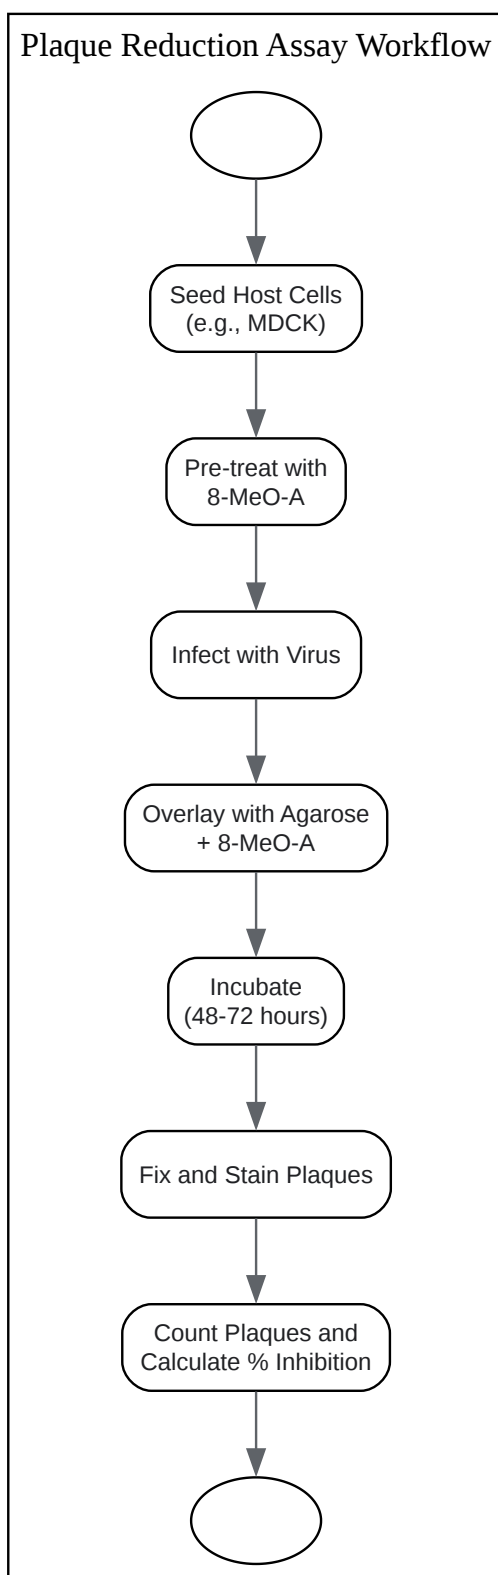 Plaque Reduction Assay Workflow
Seed Host Cells
(e.g., MDCK)
Pre-treat with
8-MeO-A
Infect with Virus
Overlay with Agarose
+ 8-MeO-A
Incubate
(48-72 hours)
Fix and Stain Plaques
Count Plaques and
Calculate % Inhibition